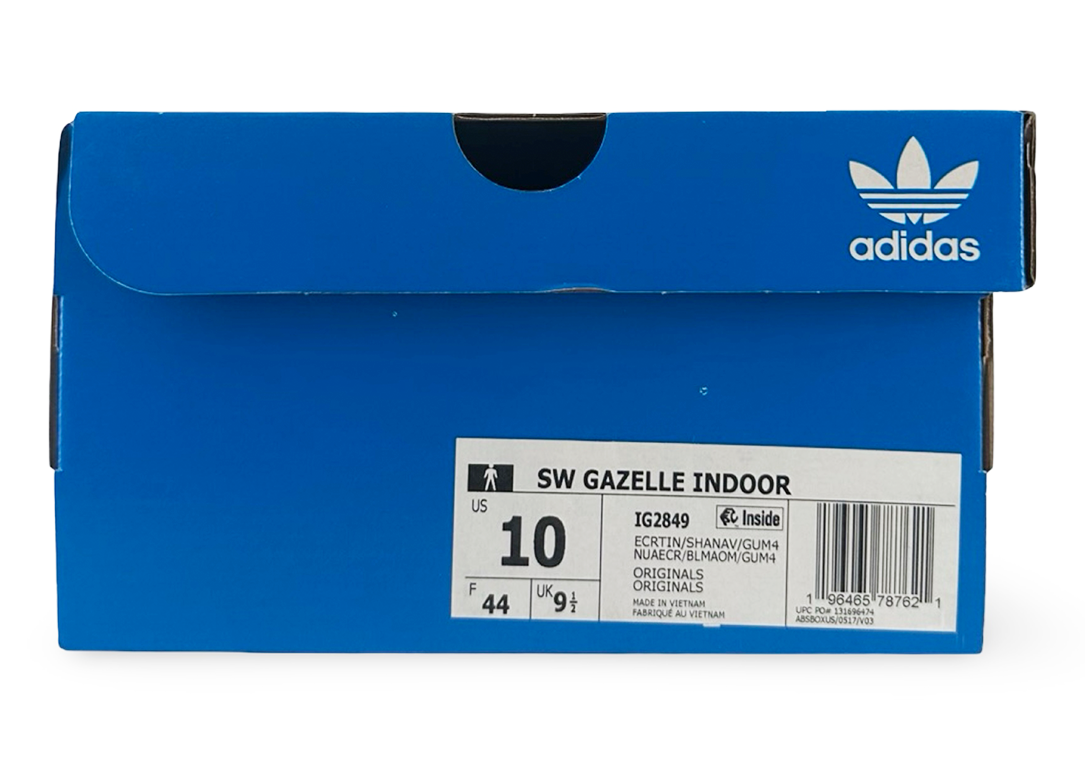 adidas
SW GAZELLE INDOOR
US
10
F 44
UK 9½
IG2849
Inside
ECRTIN/SHANAV/GUM4
NUAECR/BLMAOM/GUM4
ORIGINALS
ORIGINALS
MADE IN VIETNAM
FABRIQUÉ AU VIETNAM
1 96465 78762 1
UPC PO# 131696474
ABSBOXUS/0517/V03